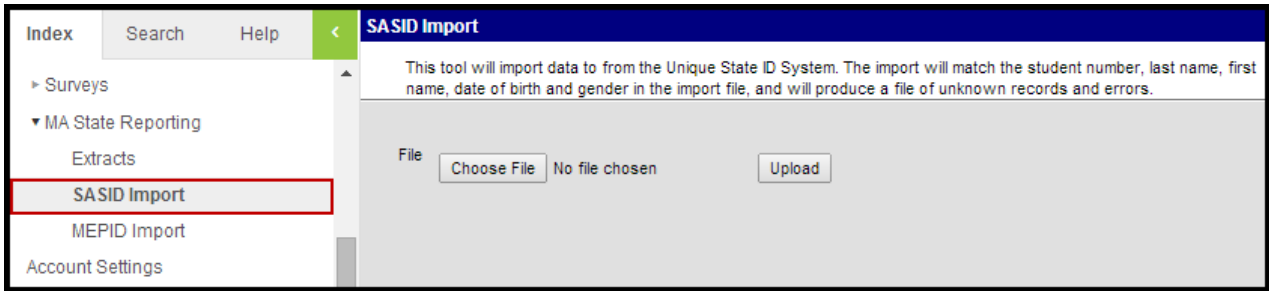 Index Search Help <
Surveys
MA State Reporting
Extracts
SASID Import
MEPID Import
Account Settings
SASID Import
This tool will import data to from the Unique State ID System. The import will match the student number, last name, first
name, date of birth and gender in the import file, and will produce a file of unknown records and errors.
File Choose File No file chosen Upload